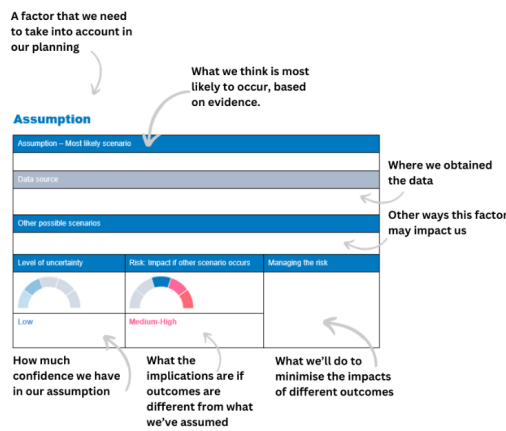 A factor that we need
to take into account in
our planning
What we think is most
likely to occur, based
on evidence.
Assumption
Assumption – Most likely scenario
Data source
Where we obtained
the data
Other possible scenarios
Other ways this factor
may impact us
Level of uncertainty
Risk: Impact if other scenario occurs
Managing the risk
Low
Medium-High
How much
confidence we have
in our assumption
What the
implications are if
outcomes are
different from what
we've assumed
What we'll do to
minimise the impacts
of different outcomes